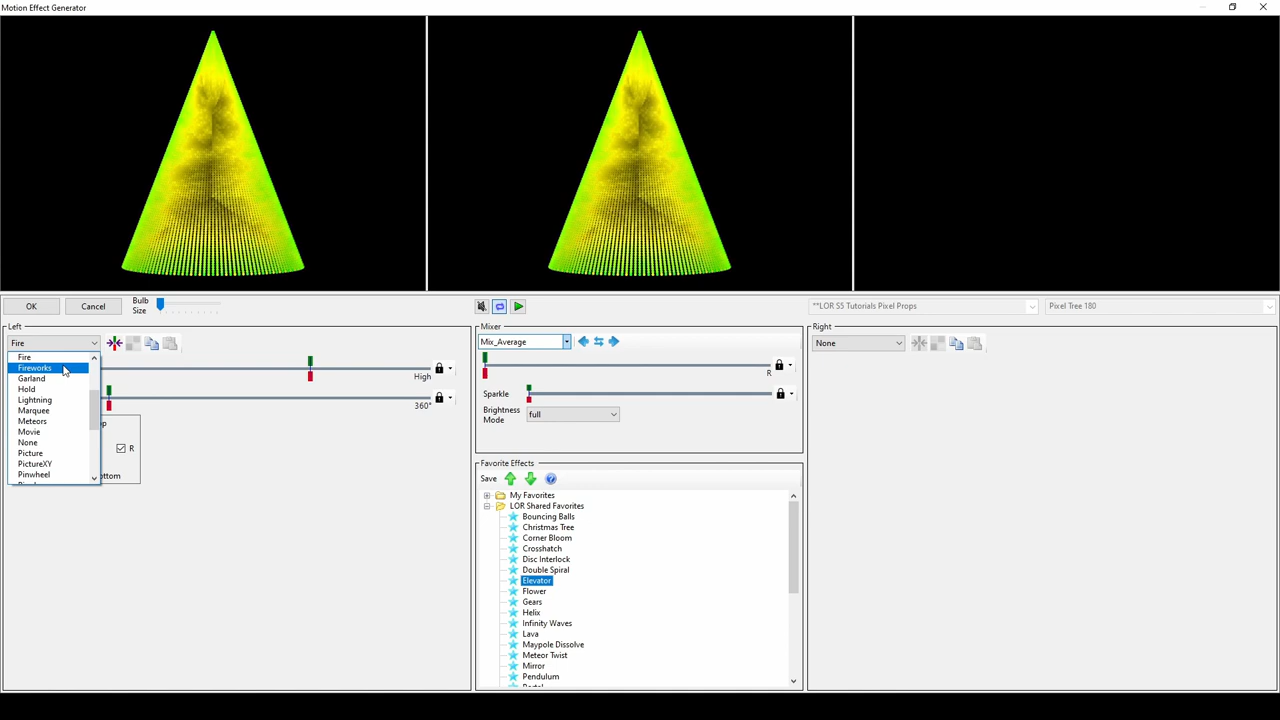 Motion Effect Generator
OK
Cancel
Bulb
Size
**LOR S5 Tutorials Pixel Props
Pixel Tree 180
Left
Fire
Fire
Fireworks
Garland
Hold
Lightning
Marquee
Meteors
Movie
None
Picture
PictureXY
Pinwheel
High
360°
op
R
ottom
Mixer
Mix_Average
R
Sparkle
Brightness
Mode
full
Favorite Effects
Save
My Favorites
LOR Shared Favorites
Bouncing Balls
Christmas Tree
Corner Bloom
Crosshatch
Disc Interlock
Double Spiral
Elevator
Flower
Gears
Helix
Infinity Waves
Lava
Maypole Dissolve
Meteor Twist
Mirror
Pendulum
Right
None